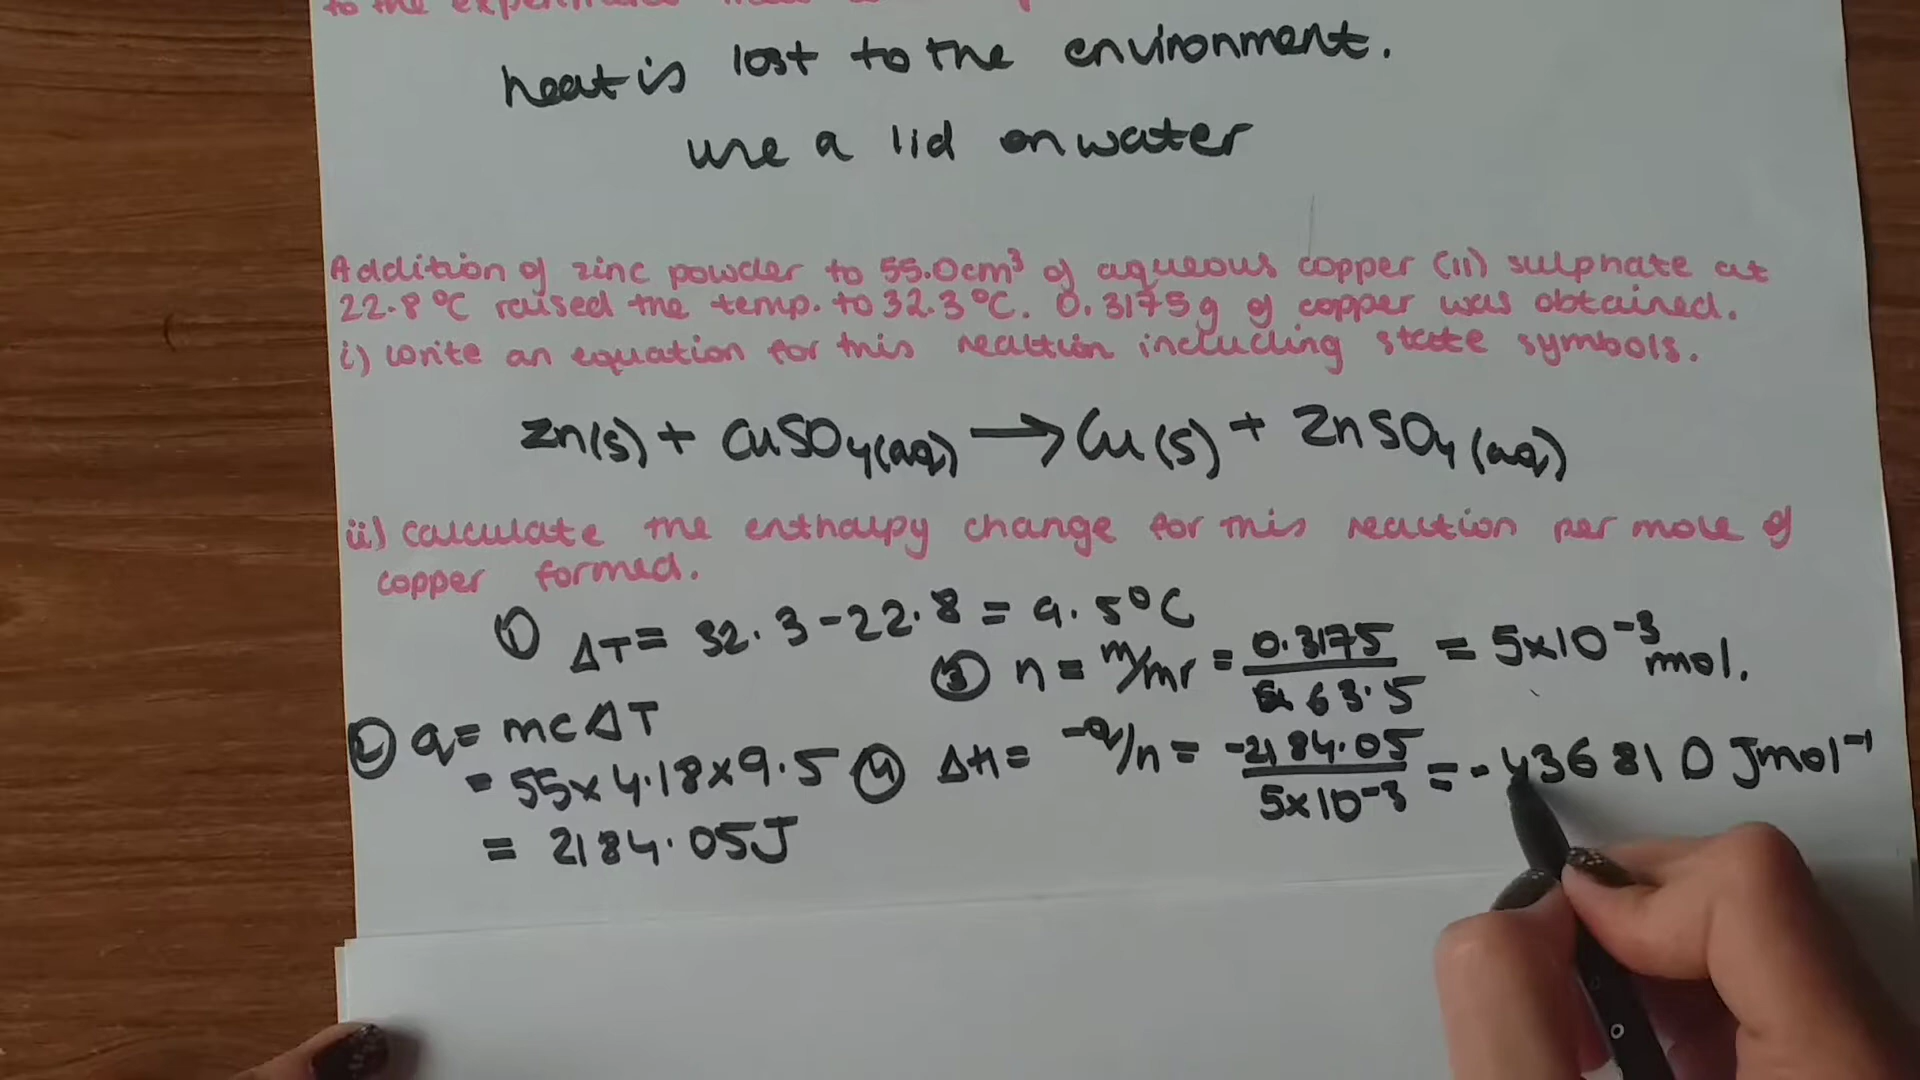 to the
heat is lost to the environment.
use a lid on water
Addition of zinc powder to 55.0cm³ of aqueous copper (II) sulphate at
22.8°C raised the temp. to 32.3°C. 0.3175g of copper was obtained.
i) write an equation for this reaction including state symbols.
Zn(s) + CuSO₄(aq) → Cu(s) + ZnSO₄(aq)
ii) calculate the enthalpy change for this reaction per mole of
copper formed.
① ΔT = 32.3 - 22.8 = 9.5°C
② q = mcΔT
= 55 x 4.18 x 9.5
= 2184.05J
③ n = m/mr = 0.3175/63.5 = 5x10⁻³ mol.
④ ΔH = -q/n = -2184.05/5x10⁻³ = -436810 Jmol⁻¹